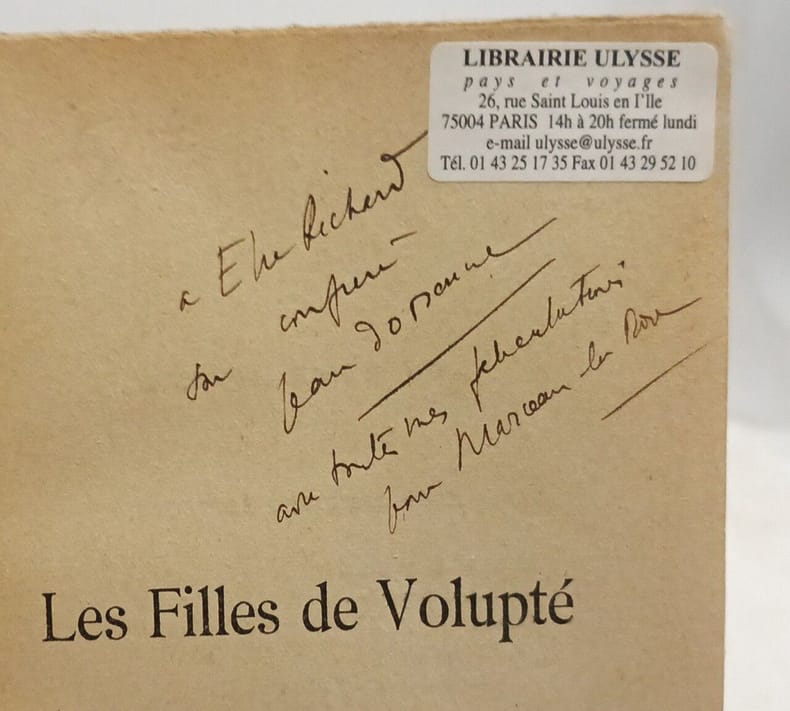 LIBRAIRIE ULYSSE
pays et voyages
26, rue Saint Louis en l'Ile
75004 PARIS 14h à 20h fermé lundi
e-mail ulysse@ulysse.fr
Tél. 01 43 25 17 35 Fax 01 43 29 52 10
a Elie Richard
son confrère
Jean Dorsenne
avec toutes mes félicitations
pour Marceau
Les Filles de Volupté